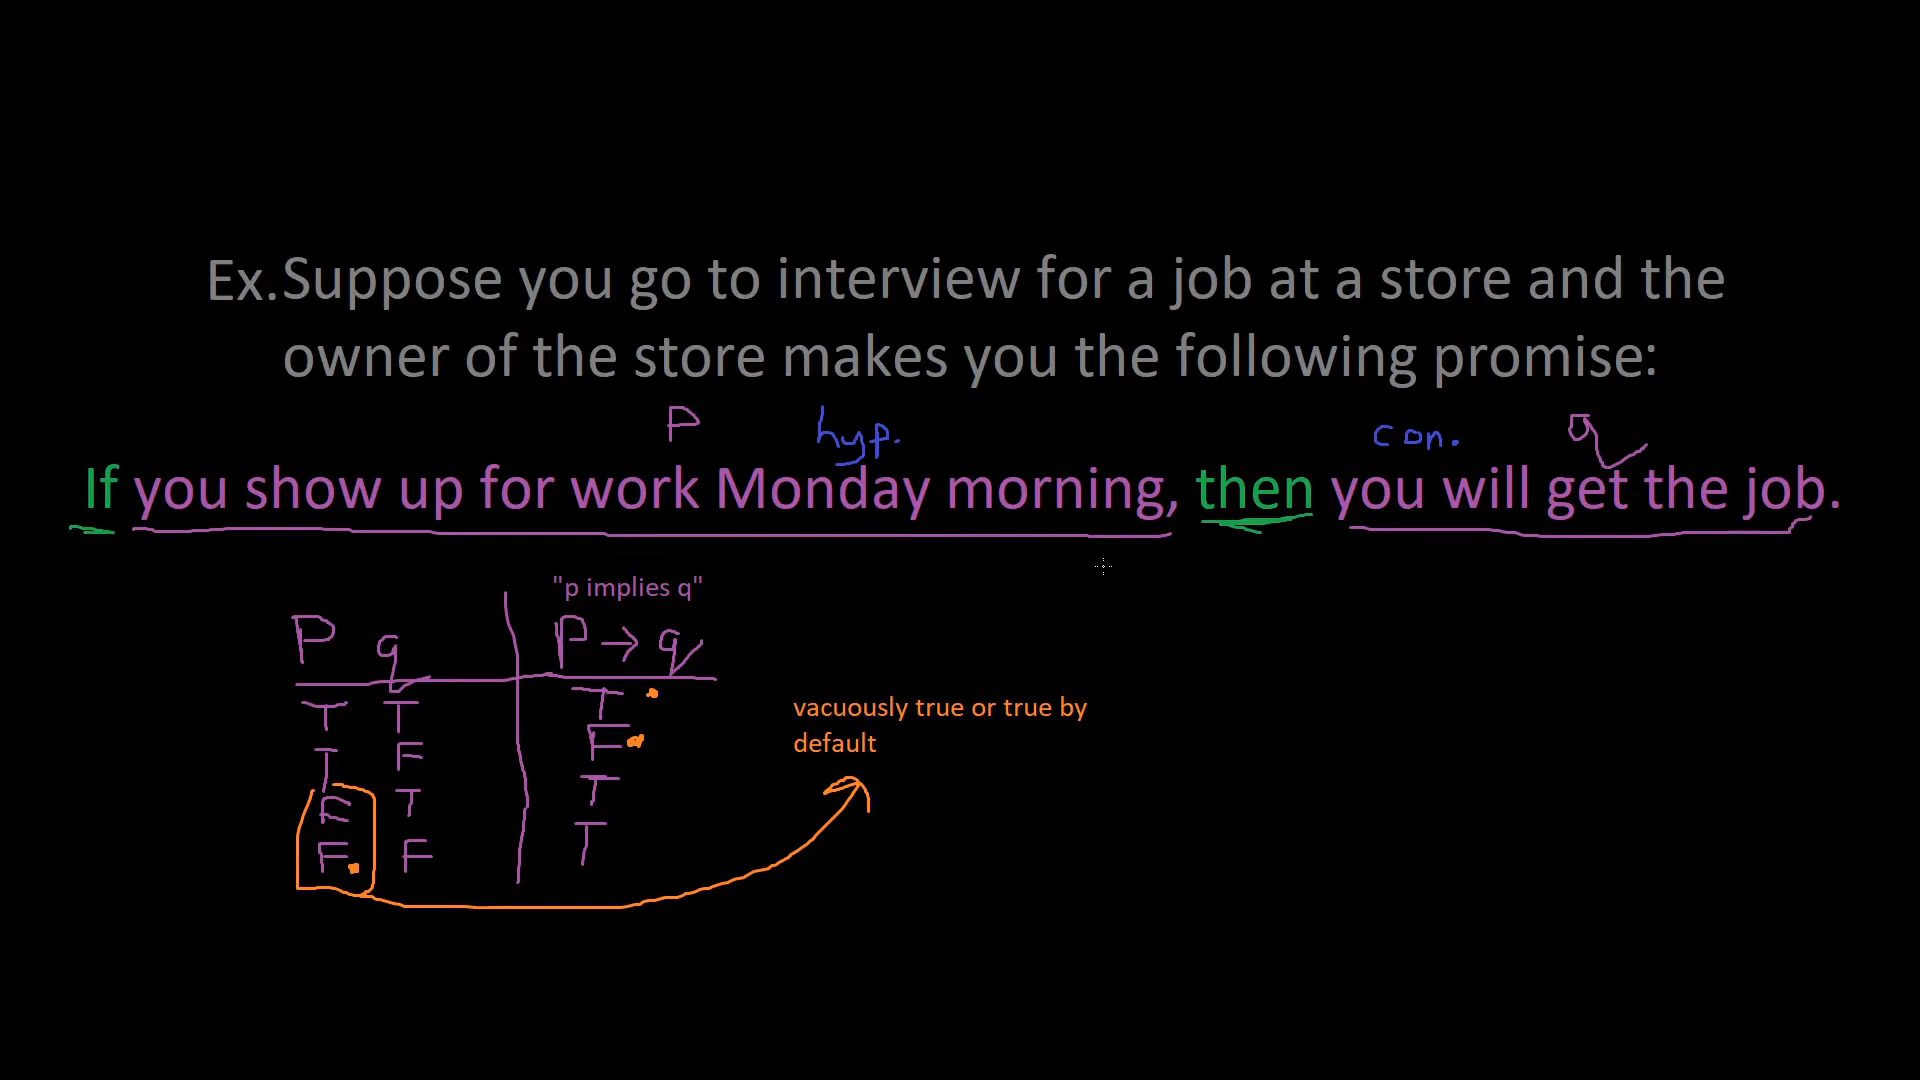 Ex. Suppose you go to interview for a job at a store and the
owner of the store makes you the following promise:
P hyp. con. q
If you show up for work Monday morning, then you will get the job.
"p implies q"
P q P → q
T T T
T F F
F T T
F F T
vacuously true or true by
default